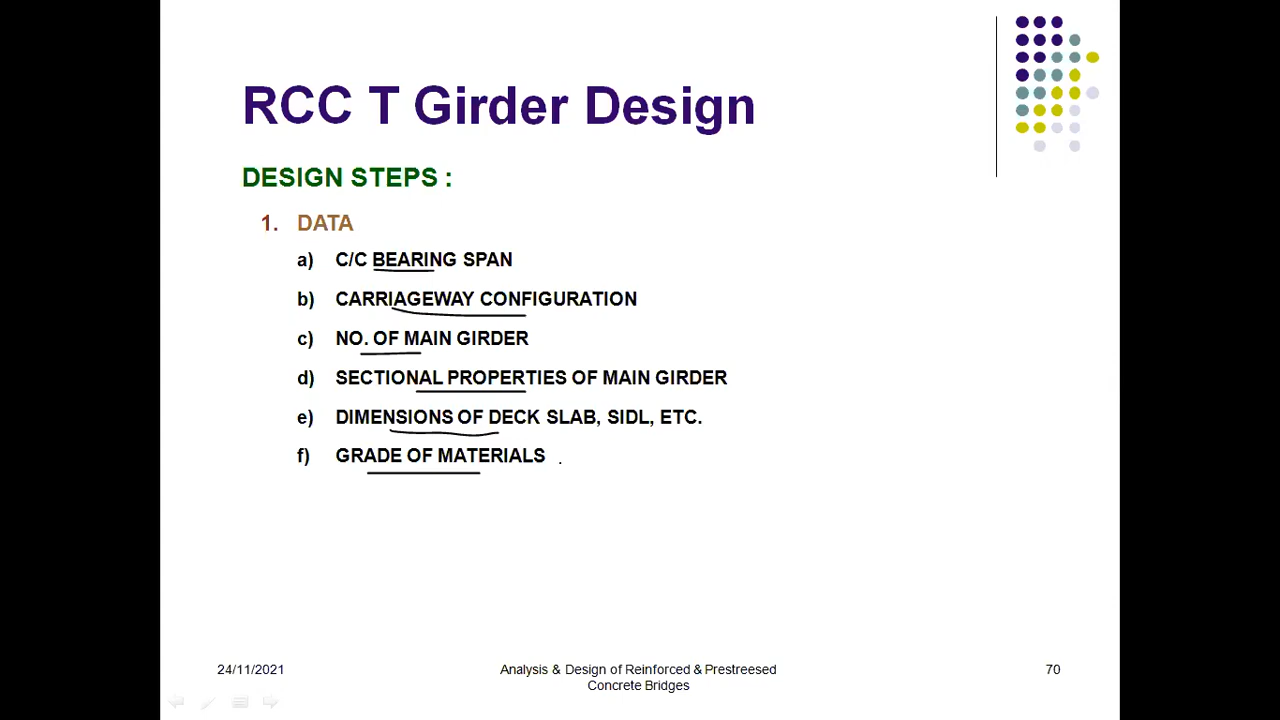 RCC T Girder Design
DESIGN STEPS :
1. DATA
a) C/C BEARING SPAN
b) CARRIAGEWAY CONFIGURATION
c) NO. OF MAIN GIRDER
d) SECTIONAL PROPERTIES OF MAIN GIRDER
e) DIMENSIONS OF DECK SLAB, SIDL, ETC.
f) GRADE OF MATERIALS
24/11/2021
Analysis & Design of Reinforced & Prestreesed
Concrete Bridges
70